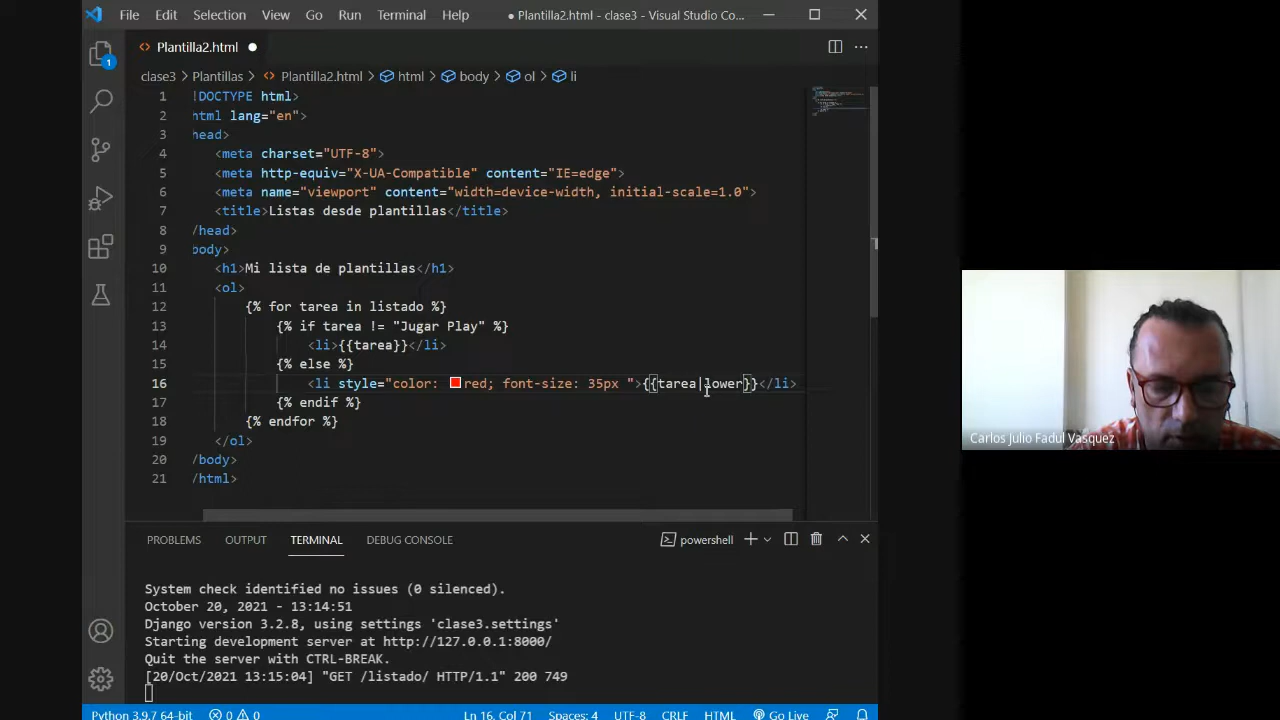 File Edit Selection View Go Run Terminal Help ● Plantilla2.html - clase3 - Visual Studio Co...
Plantilla2.html
clase3 > Plantillas > Plantilla2.html > html > body > ol > li
1 !DOCTYPE html>
2 html lang="en">
3 head>
4 <meta charset="UTF-8">
5 <meta http-equiv="X-UA-Compatible" content="IE=edge">
6 <meta name="viewport" content="width=device-width, initial-scale=1.0">
7 <title>Listas desde plantillas</title>
8 /head>
9 body>
10 <h1>Mi lista de plantillas</h1>
11 <ol>
12 {% for tarea in listado %}
13 {% if tarea != "Jugar Play" %}
14 <li>{{tarea}}</li>
15 {% else %}
16 <li style="color: red; font-size: 35px ">{{tarea|lower}}</li>
17 {% endif %}
18 {% endfor %}
19 </ol>
20 /body>
21 /html>
1
PROBLEMS OUTPUT TERMINAL DEBUG CONSOLE powershell
System check identified no issues (0 silenced).
October 20, 2021 - 13:14:51
Django version 3.2.8, using settings 'clase3.settings'
Starting development server at http://127.0.0.1:8000/
Quit the server with CTRL-BREAK.
[20/Oct/2021 13:15:04] "GET /listado/ HTTP/1.1" 200 749
Python 3.9.7 64-bit 0 0 Ln 16, Col 71 Spaces: 4 UTF-8 CRLF HTML Go Live
Carlos Julio Fadul Vasquez